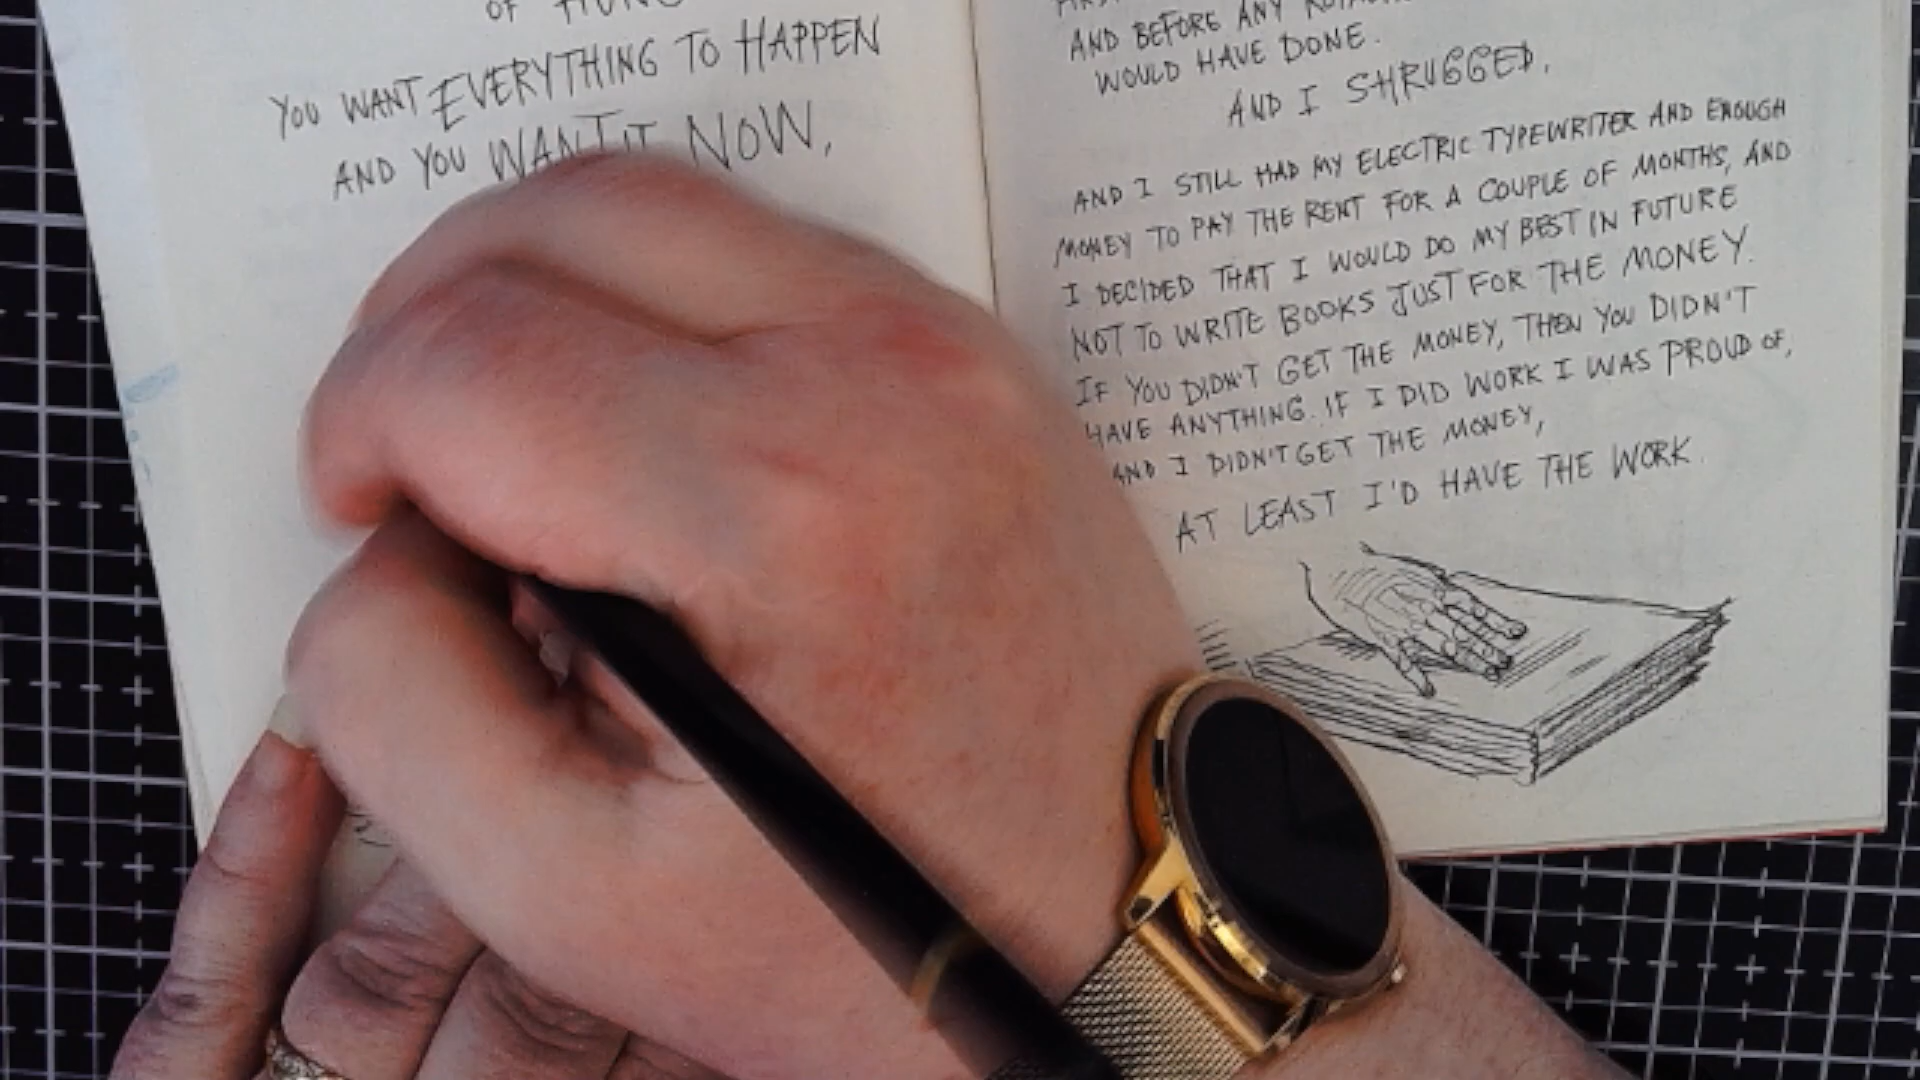 OF
YOU WANT EVERYTHING TO HAPPEN
AND YOU WANT IT NOW,
AND BEFORE ANY
WOULD HAVE DONE.
AND I SHRUGGED.
AND I STILL HAD MY ELECTRIC TYPEWRITER AND ENOUGH
MONEY TO PAY THE RENT FOR A COUPLE OF MONTHS, AND
I DECIDED THAT I WOULD DO MY BEST IN FUTURE
NOT TO WRITE BOOKS JUST FOR THE MONEY.
IF YOU DIDN'T GET THE MONEY, THEN YOU DIDN'T
HAVE ANYTHING. IF I DID WORK I WAS PROUD OF,
AND I DIDN'T GET THE MONEY,
AT LEAST I'D HAVE THE WORK.